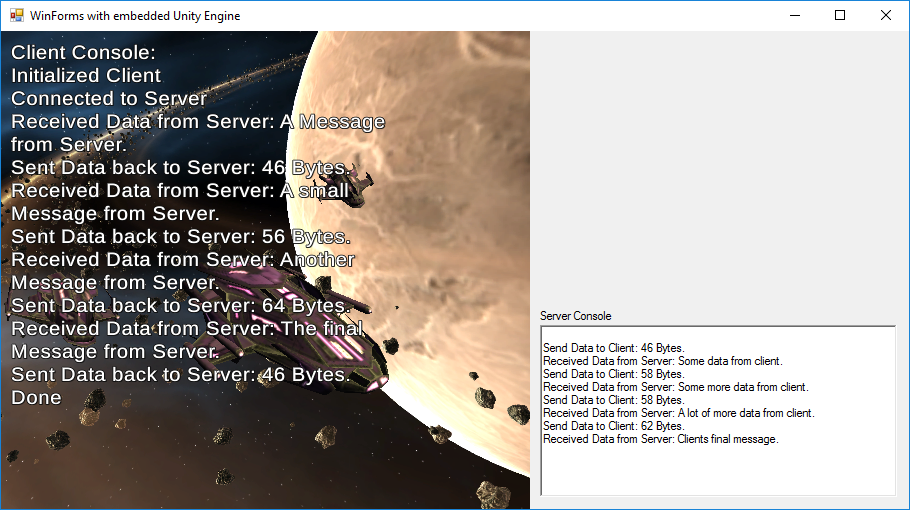 WinForms with embedded Unity Engine
Client Console:
Initialized Client
Connected to Server
Received Data from Server: A Message
from Server.
Sent Data back to Server: 46 Bytes.
Received Data from Server: A small
Message from Server.
Sent Data back to Server: 56 Bytes.
Received Data from Server: Another
Message from Server.
Sent Data back to Server: 64 Bytes.
Received Data from Server: The final
Message from Server.
Sent Data back to Server: 46 Bytes.
Done
Server Console
Send Data to Client: 46 Bytes.
Received Data from Server: Some data from client.
Send Data to Client: 58 Bytes.
Received Data from Server: Some more data from client.
Send Data to Client: 58 Bytes.
Received Data from Server: A lot of more data from client.
Send Data to Client: 62 Bytes.
Received Data from Server: Clients final message.